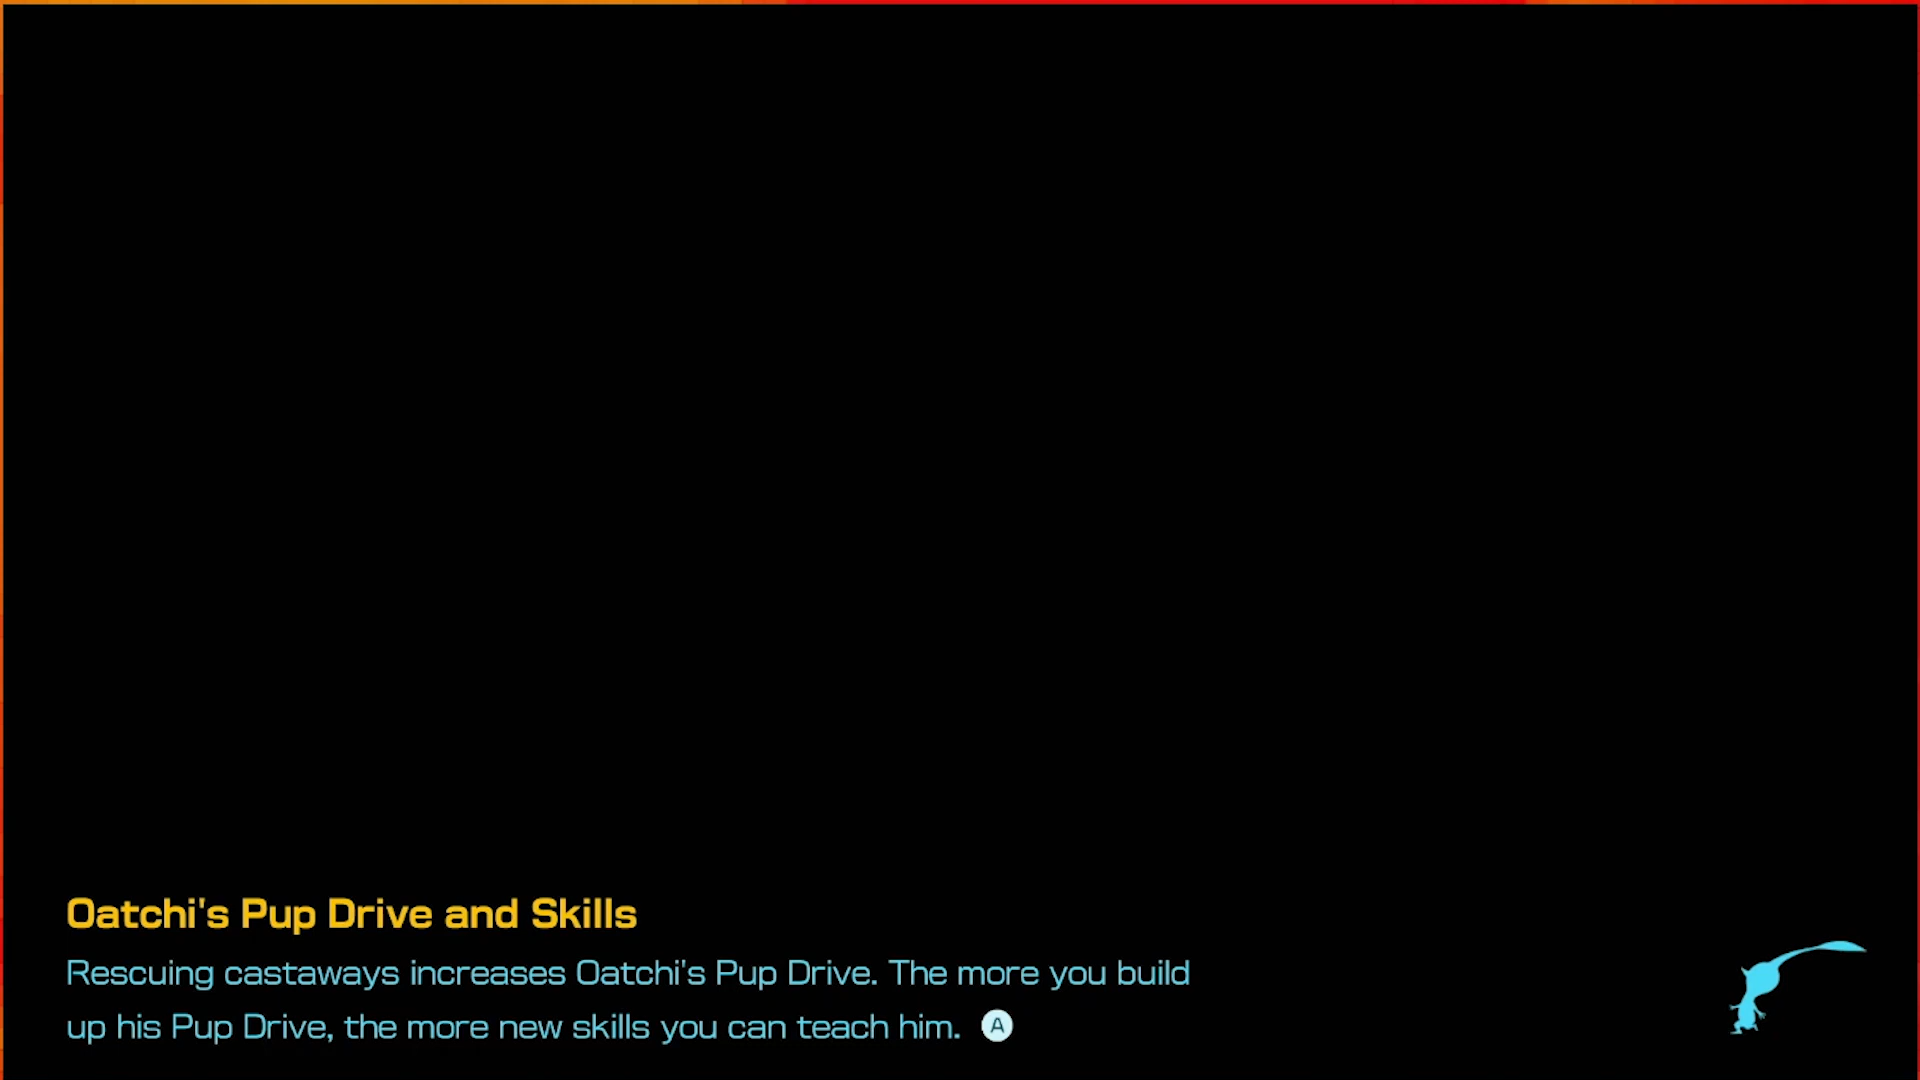 Oatchi's Pup Drive and Skills
Rescuing castaways increases Oatchi's Pup Drive. The more you build
up his Pup Drive, the more new skills you can teach him. A